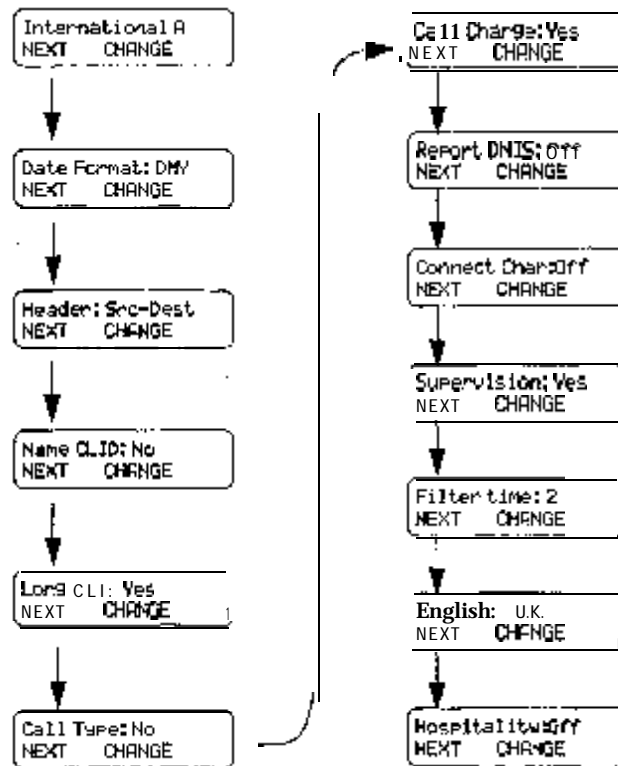 International A
NEXT CHANGE
Date Format: DMY
NEXT CHANGE
Header: Src-Dest
NEXT CHANGE
Name CLID: No
NEXT CHANGE
Long CLI: Yes
NEXT CHANGE
Call Type: No
NEXT CHANGE
Call Charge: Yes
NEXT CHANGE
Report DNIS: Off
NEXT CHANGE
Connect Char:Off
NEXT CHANGE
Supervision: Yes
NEXT CHANGE
Filter time: 2
NEXT CHANGE
English: U.K.
NEXT CHANGE
Hospitality:Off
NEXT CHANGE